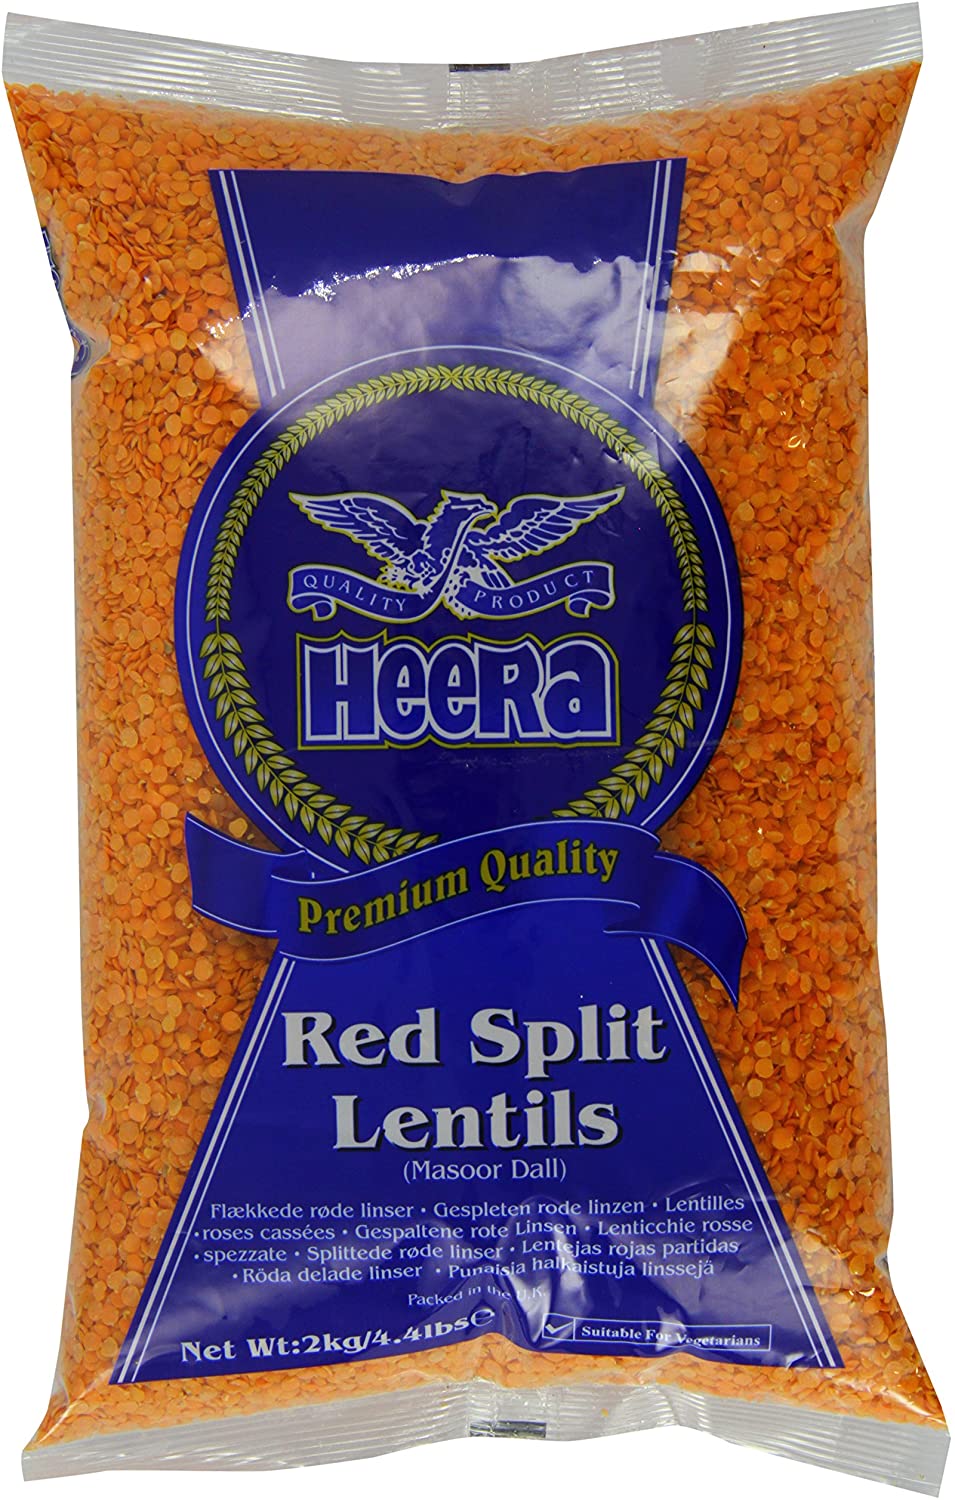 QUALITY PRODUCT
HeeRa
Premium Quality
Red Split
Lentils
(Masoor Dall)
Flækkede røde linser · Gespleten rode linzen · Lentilles
· roses cassées · Gespaltene rote Linsen · Lenticchie rosse
· spezzate · Splittede røde linser · Lentejas rojas partidas
· Röda delade linser · Punaisia halkaistuja linssejä
Packed in the U.K.
Net Wt:2kg/4.4lbs℮
Suitable For Vegetarians